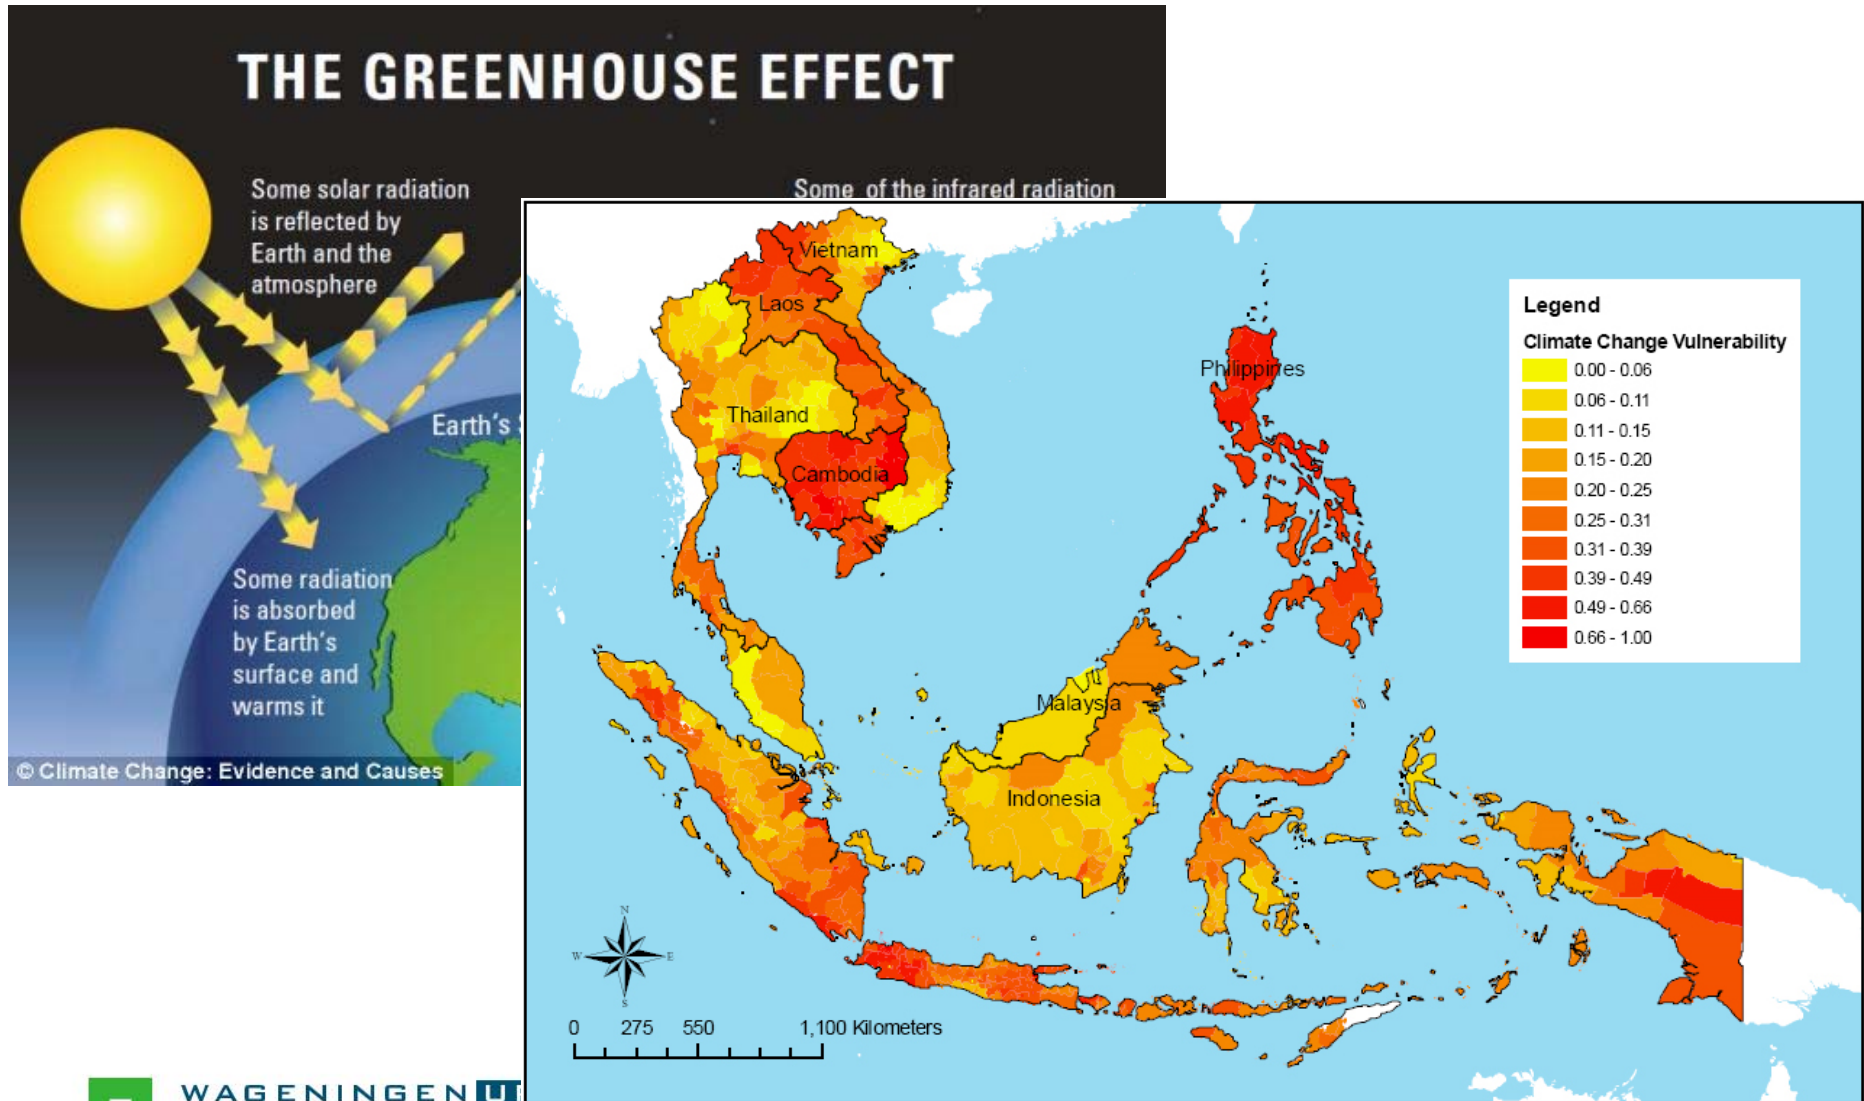 THE GREENHOUSE EFFECT
Some solar radiation
is reflected by
Earth and the
atmosphere
Some of the infrared radiation
Earth's
Some radiation
is absorbed
by Earth's
surface and
warms it
© Climate Change: Evidence and Causes
Vietnam
Laos
Thailand
Cambodia
Philippines
Malaysia
Indonesia
Legend
Climate Change Vulnerability
0.00 - 0.06
0.06 - 0.11
0.11 - 0.15
0.15 - 0.20
0.20 - 0.25
0.25 - 0.31
0.31 - 0.39
0.39 - 0.49
0.49 - 0.66
0.66 - 1.00
N
W E
S
0 275 550 1,100 Kilometers
WAGENINGEN